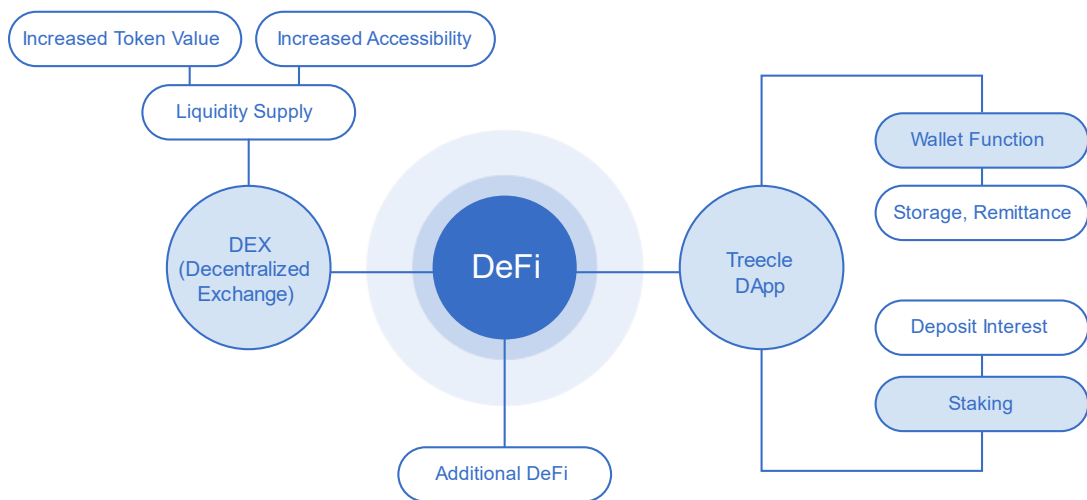 Increased Token Value
Increased Accessibility
Liquidity Supply
DEX
(Decentralized
Exchange)
DeFi
Additional DeFi
Treecle
DApp
Wallet Function
Storage, Remittance
Deposit Interest
Staking